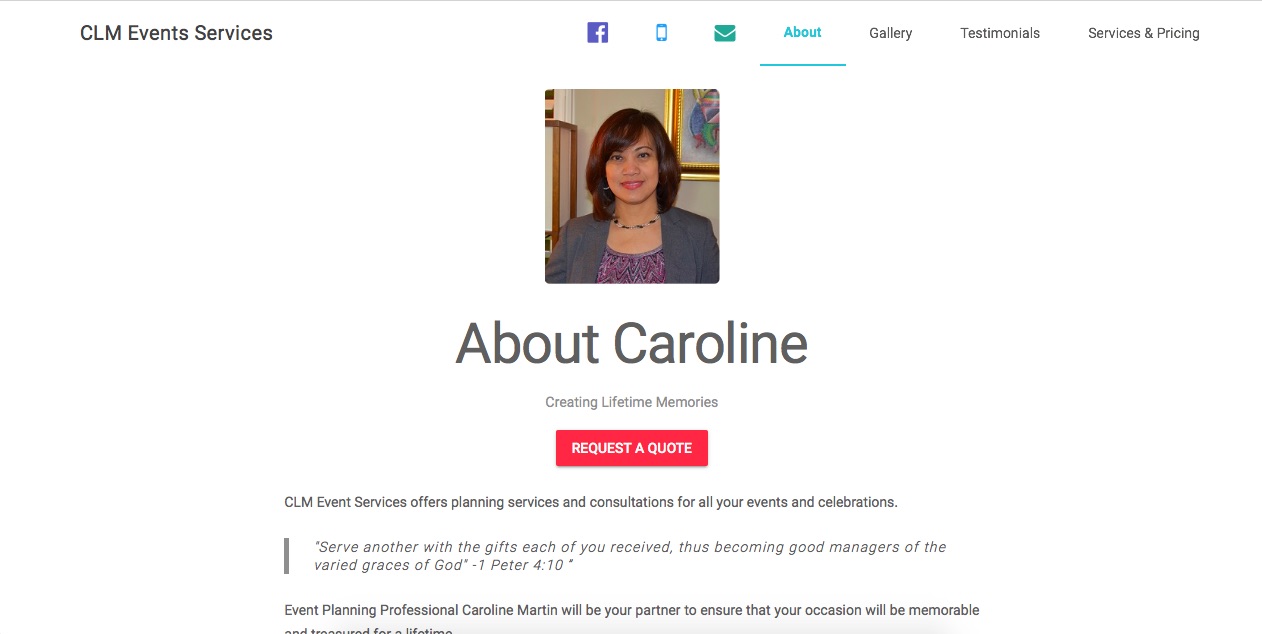 CLM Events Services
About
Gallery
Testimonials
Services & Pricing
About Caroline
Creating Lifetime Memories
REQUEST A QUOTE
CLM Event Services offers planning services and consultations for all your events and celebrations.
"Serve another with the gifts each of you received, thus becoming good managers of the
varied graces of God" -1 Peter 4:10 "
Event Planning Professional Caroline Martin will be your partner to ensure that your occasion will be memorable
and treasured for a lifetime.